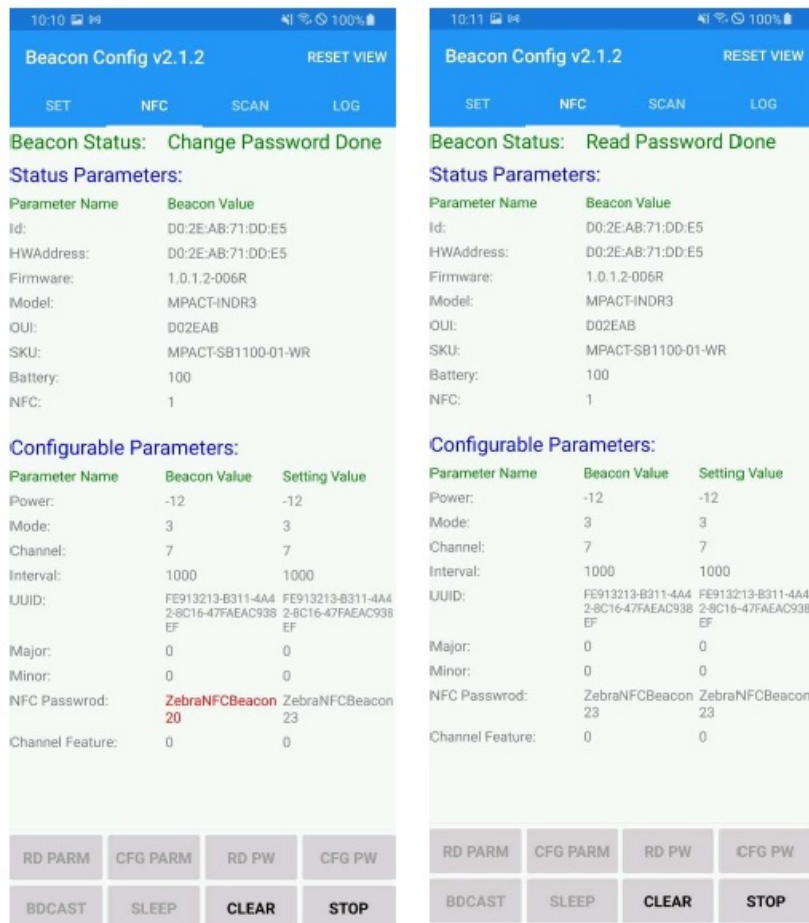 10:10 100%
Beacon Config v2.1.2 RESET VIEW
SET NFC SCAN LOG
Beacon Status: Change Password Done
Status Parameters:
Parameter Name Beacon Value
Id: D0:2E:AB:71:DD:E5
HWAddress: D0:2E:AB:71:DD:E5
Firmware: 1.0.1.2-006R
Model: MPACT-INDR3
OUI: D02EAB
SKU: MPACT-SB1100-01-WR
Battery: 100
NFC: 1
Configurable Parameters:
Parameter Name Beacon Value Setting Value
Power: -12 -12
Mode: 3 3
Channel: 7 7
Interval: 1000 1000
UUID: FE913213-B311-4A4 FE913213-B311-4A4
2-8C16-47FAEAC938 2-8C16-47FAEAC938
EF EF
Major: 0 0
Minor: 0 0
NFC Passwrod: ZebraNFCBeacon ZebraNFCBeacon
20 23
Channel Feature: 0 0
RD PARM CFG PARM RD PW CFG PW
BDCAST SLEEP CLEAR STOP
10:11 100%
Beacon Config v2.1.2 RESET VIEW
SET NFC SCAN LOG
Beacon Status: Read Password Done
Status Parameters:
Parameter Name Beacon Value
Id: D0:2E:AB:71:DD:E5
HWAddress: D0:2E:AB:71:DD:E5
Firmware: 1.0.1.2-006R
Model: MPACT-INDR3
OUI: D02EAB
SKU: MPACT-SB1100-01-WR
Battery: 100
NFC: 1
Configurable Parameters:
Parameter Name Beacon Value Setting Value
Power: -12 -12
Mode: 3 3
Channel: 7 7
Interval: 1000 1000
UUID: FE913213-B311-4A4 FE913213-B311-4A4
2-8C16-47FAEAC938 2-8C16-47FAEAC938
EF EF
Major: 0 0
Minor: 0 0
NFC Passwrod: ZebraNFCBeacon ZebraNFCBeacon
23 23
Channel Feature: 0 0
RD PARM CFG PARM RD PW CFG PW
BDCAST SLEEP CLEAR STOP